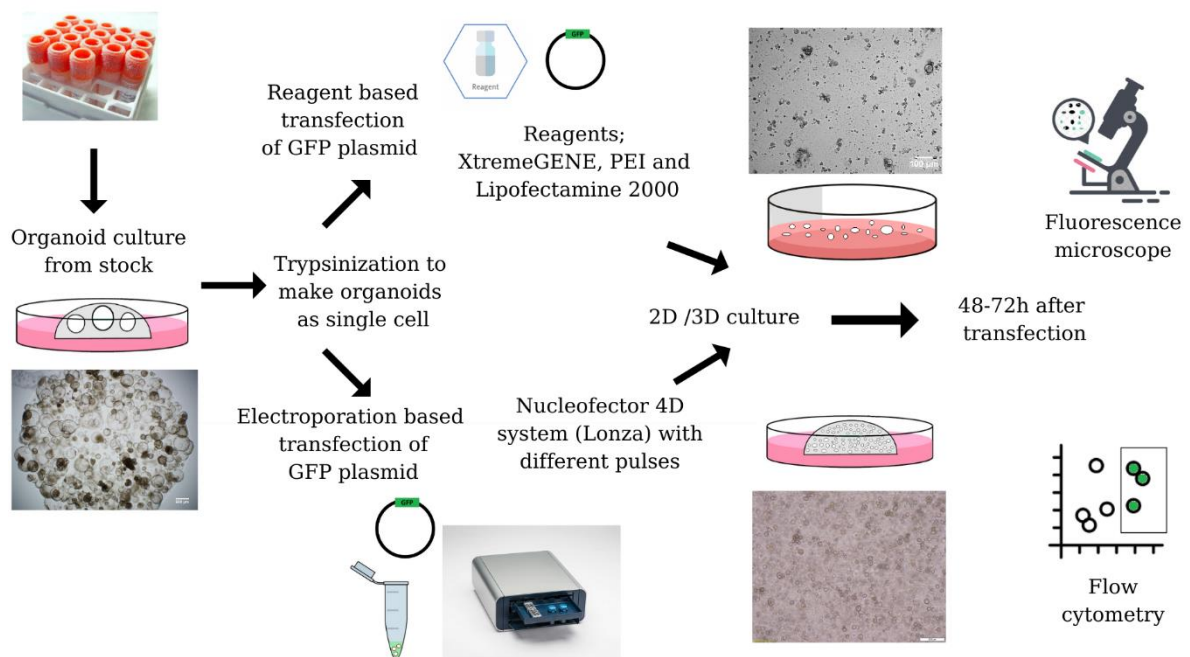 Organoid culture
from stock
Trypsinization to
make organoids
as single cell
Reagent based
transfection
of GFP plasmid
Reagent
GFP
Reagents;
XtremeGENE, PEI and
Lipofectamine 2000
Electroporation based
transfection of
GFP plasmid
GFP
Nucleofector 4D
system (Lonza) with
different pulses
100 µm
2D /3D culture
48-72h after
transfection
Fluorescence
microscope
Flow
cytometry